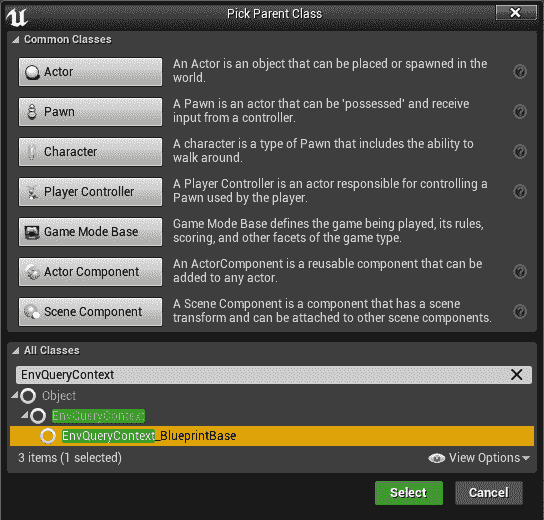 Pick Parent Class
Common Classes
Actor
An Actor is an object that can be placed or spawned in the
world.
Pawn
A Pawn is an actor that can be 'possessed' and receive
input from a controller.
Character
A character is a type of Pawn that includes the ability to
walk around.
Player Controller
A Player Controller is an actor responsible for controlling a
Pawn used by the player.
Game Mode Base
Game Mode Base defines the game being played, its rules,
scoring, and other facets of the game type.
Actor Component
An ActorComponent is a reusable component that can be
added to any actor.
Scene Component
A Scene Component is a component that has a scene
transform and can be attached to other scene components.
All Classes
EnvQueryContext
Object
EnvQueryContext
EnvQueryContext_BlueprintBase
3 items (1 selected)
View Options
Select
Cancel